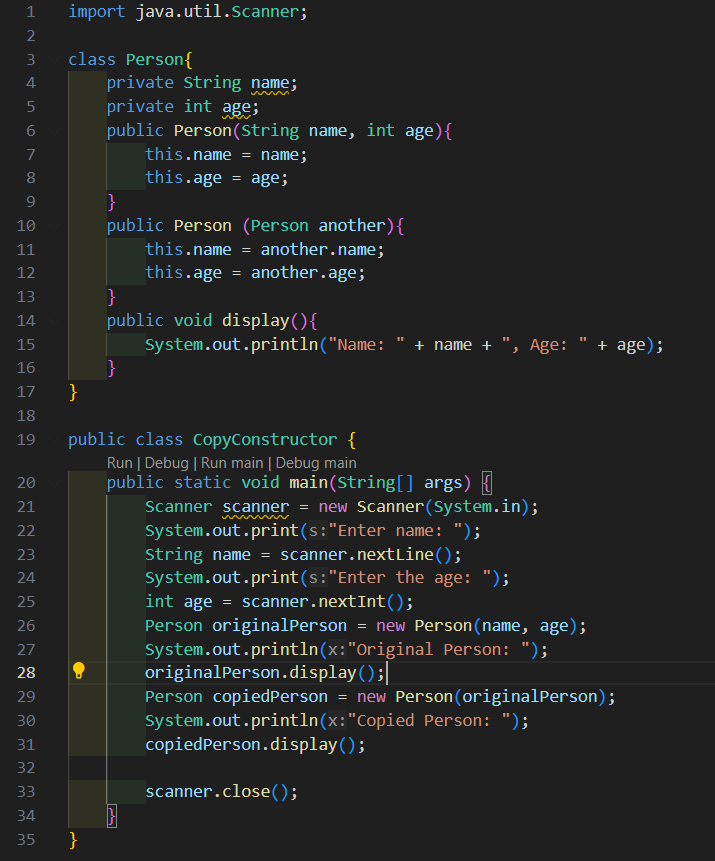 1 import java.util.Scanner;
2
3 class Person{
4 private String name;
5 private int age;
6 public Person(String name, int age){
7 this.name = name;
8 this.age = age;
9 }
10 public Person (Person another){
11 this.name = another.name;
12 this.age = another.age;
13 }
14 public void display(){
15 System.out.println("Name: " + name + ", Age: " + age);
16 }
17 }
18
19 public class CopyConstructor {
Run | Debug | Run main | Debug main
20 public static void main(String[] args) {
21 Scanner scanner = new Scanner(System.in);
22 System.out.print(s:"Enter name: ");
23 String name = scanner.nextLine();
24 System.out.print(s:"Enter the age: ");
25 int age = scanner.nextInt();
26 Person originalPerson = new Person(name, age);
27 System.out.println(x:"Original Person: ");
28 originalPerson.display();
29 Person copiedPerson = new Person(originalPerson);
30 System.out.println(x:"Copied Person: ");
31 copiedPerson.display();
32
33 scanner.close();
34 }
35 }